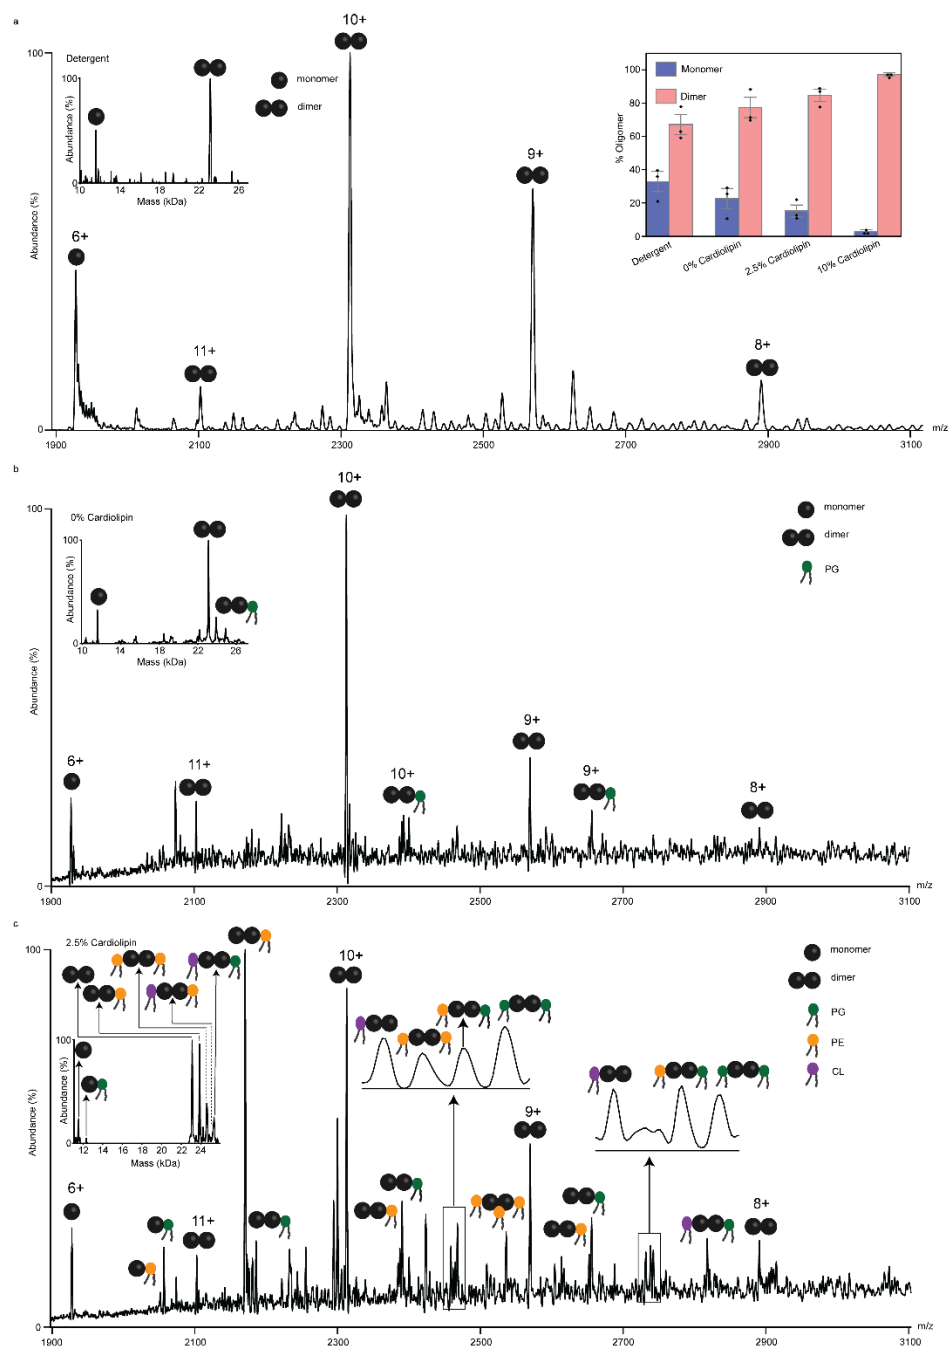 a
10+
100
Detergent
100
monomer
dimer
Abundance (%)
0
10
14
18
22
26
Mass (kDa)
6+
11+
9+
8+
Abundance (%)
0
1900
2100
2300
2500
2700
2900
3100
m/z
Monomer
Dimer
100
80
60
40
20
0
% Oligomer
Detergent
0% Cardiolipin
2.5% Cardiolipin
10% Cardiolipin
b
10+
100
0% Cardiolipin
100
Abundance (%)
0
10
14
18
22
26
Mass (kDa)
monomer
dimer
PG
Abundance (%)
6+
11+
10+
9+
9+
8+
0
1900
2100
2300
2500
2700
2900
3100
m/z
c
2.5% Cardiolipin
100
10+
monomer
dimer
PG
PE
CL
100
Abundance (%)
0
12
14
16
18
20
22
24
Mass (kDa)
Abundance (%)
6+
11+
9+
8+
0
1900
2100
2300
2500
2700
2900
3100
m/z